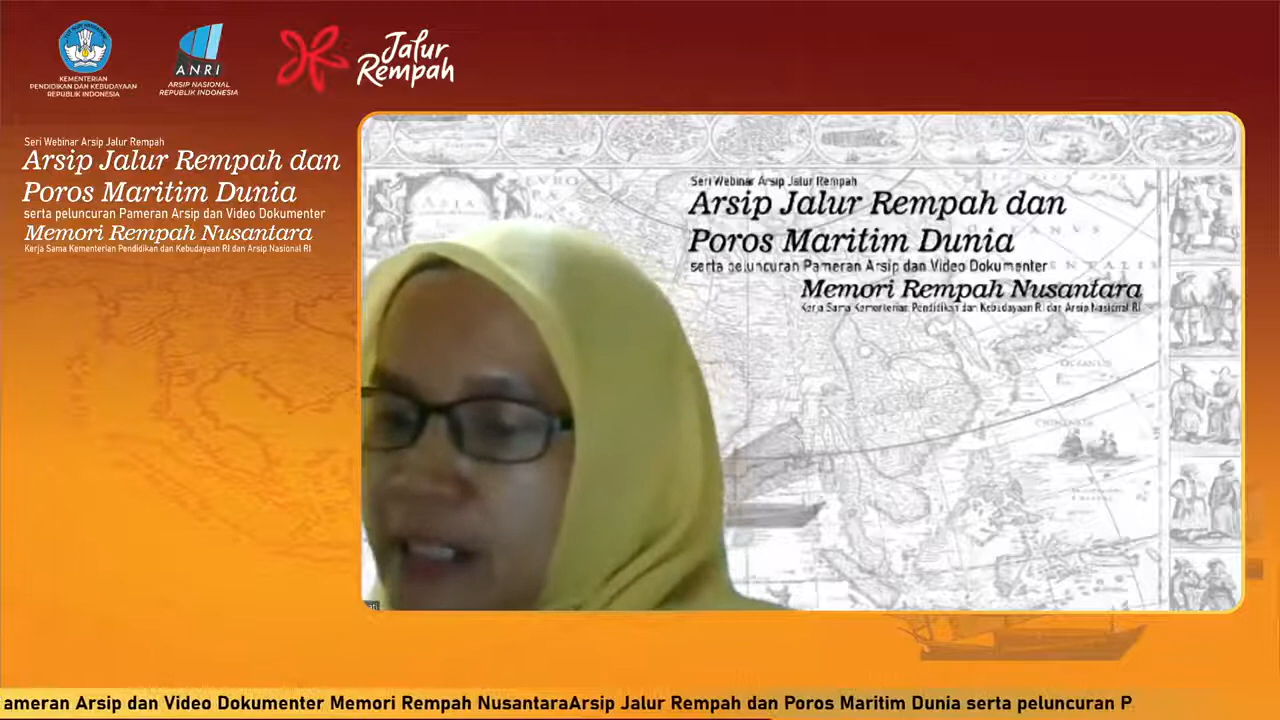 KEMENTERIAN
PENDIDIKAN DAN KEBUDAYAAN
REPUBLIK INDONESIA
ANRI
ARSIP NASIONAL
REPUBLIK INDONESIA
Jalur
Rempah
Seri Webinar Arsip Jalur Rempah
Arsip Jalur Rempah dan
Poros Maritim Dunia
serta peluncuran Pameran Arsip dan Video Dokumenter
Memori Rempah Nusantara
Kerja Sama Kementerian Pendidikan dan Kebudayaan RI dan Arsip Nasional RI
Seri Webinar Arsip Jalur Rempah
Arsip Jalur Rempah dan
Poros Maritim Dunia
serta peluncuran Pameran Arsip dan Video Dokumenter
Memori Rempah Nusantara
Kerja Sama Kementerian Pendidikan dan Kebudayaan RI dan Arsip Nasional RI
ameran Arsip dan Video Dokumenter Memori Rempah NusantaraArsip Jalur Rempah dan Poros Maritim Dunia serta peluncuran P